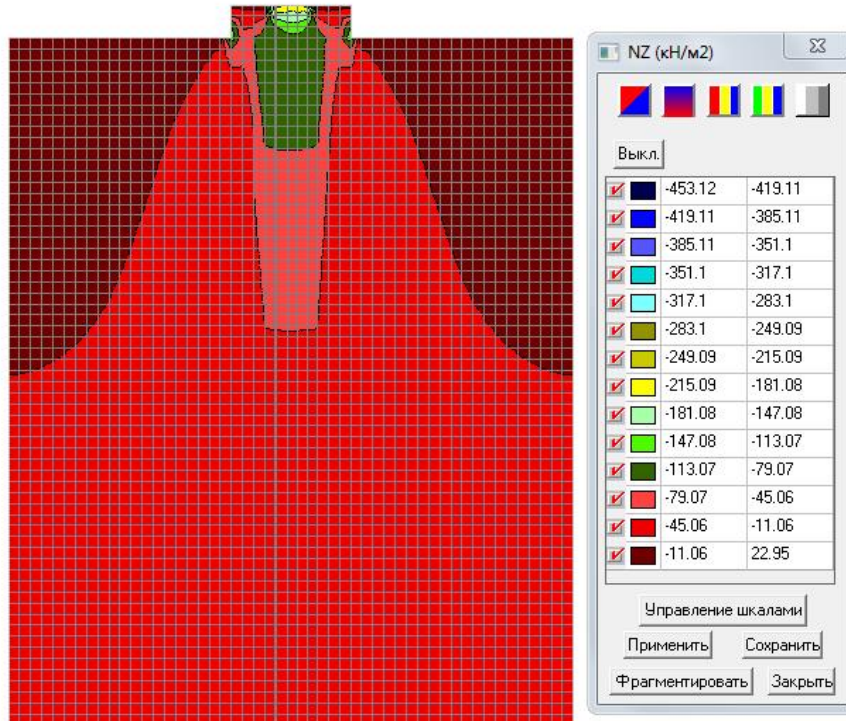 NZ (кН/м2)
Выкл.
-453.12 -419.11
-419.11 -385.11
-385.11 -351.1
-351.1 -317.1
-317.1 -283.1
-283.1 -249.09
-249.09 -215.09
-215.09 -181.08
-181.08 -147.08
-147.08 -113.07
-113.07 -79.07
-79.07 -45.06
-45.06 -11.06
-11.06 22.95
Управление шкалами
Применить Сохранить
Фрагментировать Закрыть